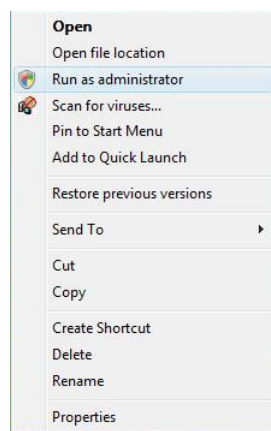 Open
Open file location
Run as administrator
Scan for viruses...
Pin to Start Menu
Add to Quick Launch
Restore previous versions
Send To
Cut
Copy
Create Shortcut
Delete
Rename
Properties